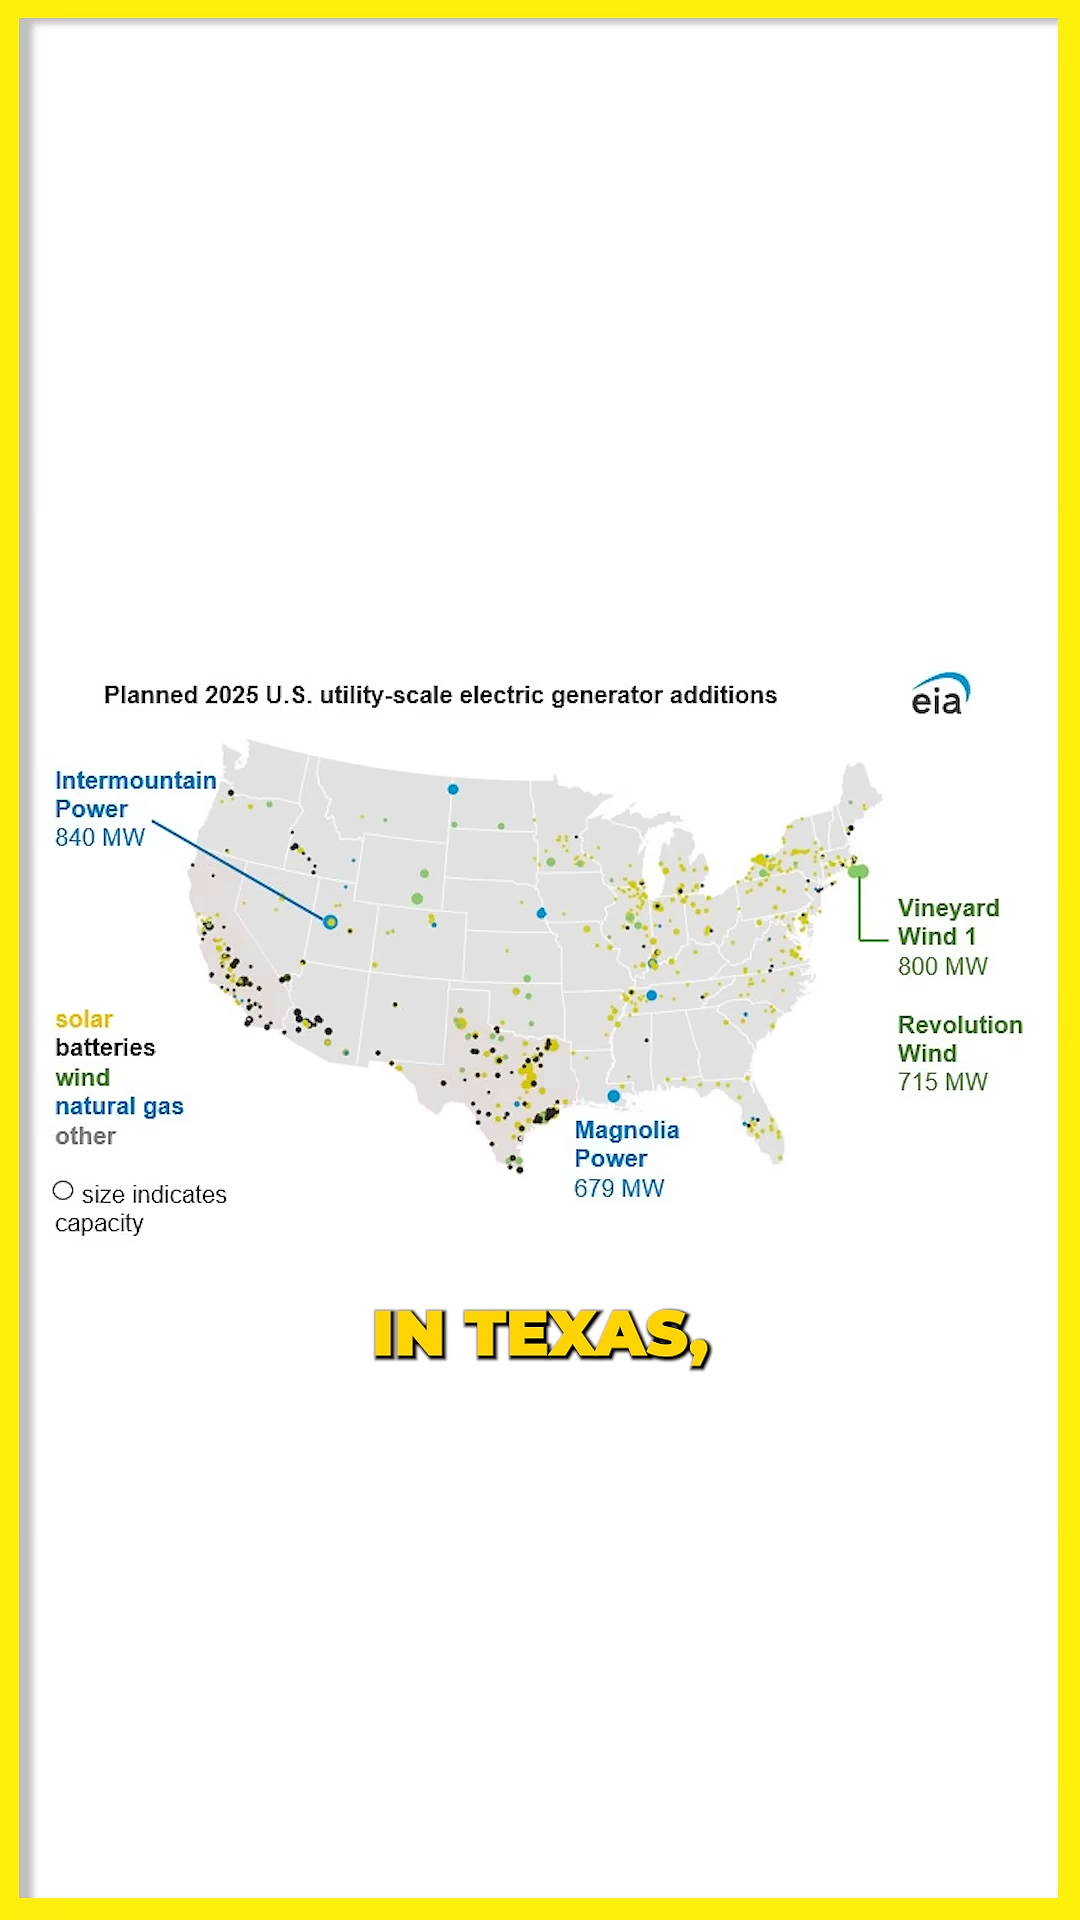 Planned 2025 U.S. utility-scale electric generator additions
eia
Intermountain
Power
840 MW
Vineyard
Wind 1
800 MW
Revolution
Wind
715 MW
solar
batteries
wind
natural gas
other
size indicates
capacity
Magnolia
Power
679 MW
IN TEXAS,